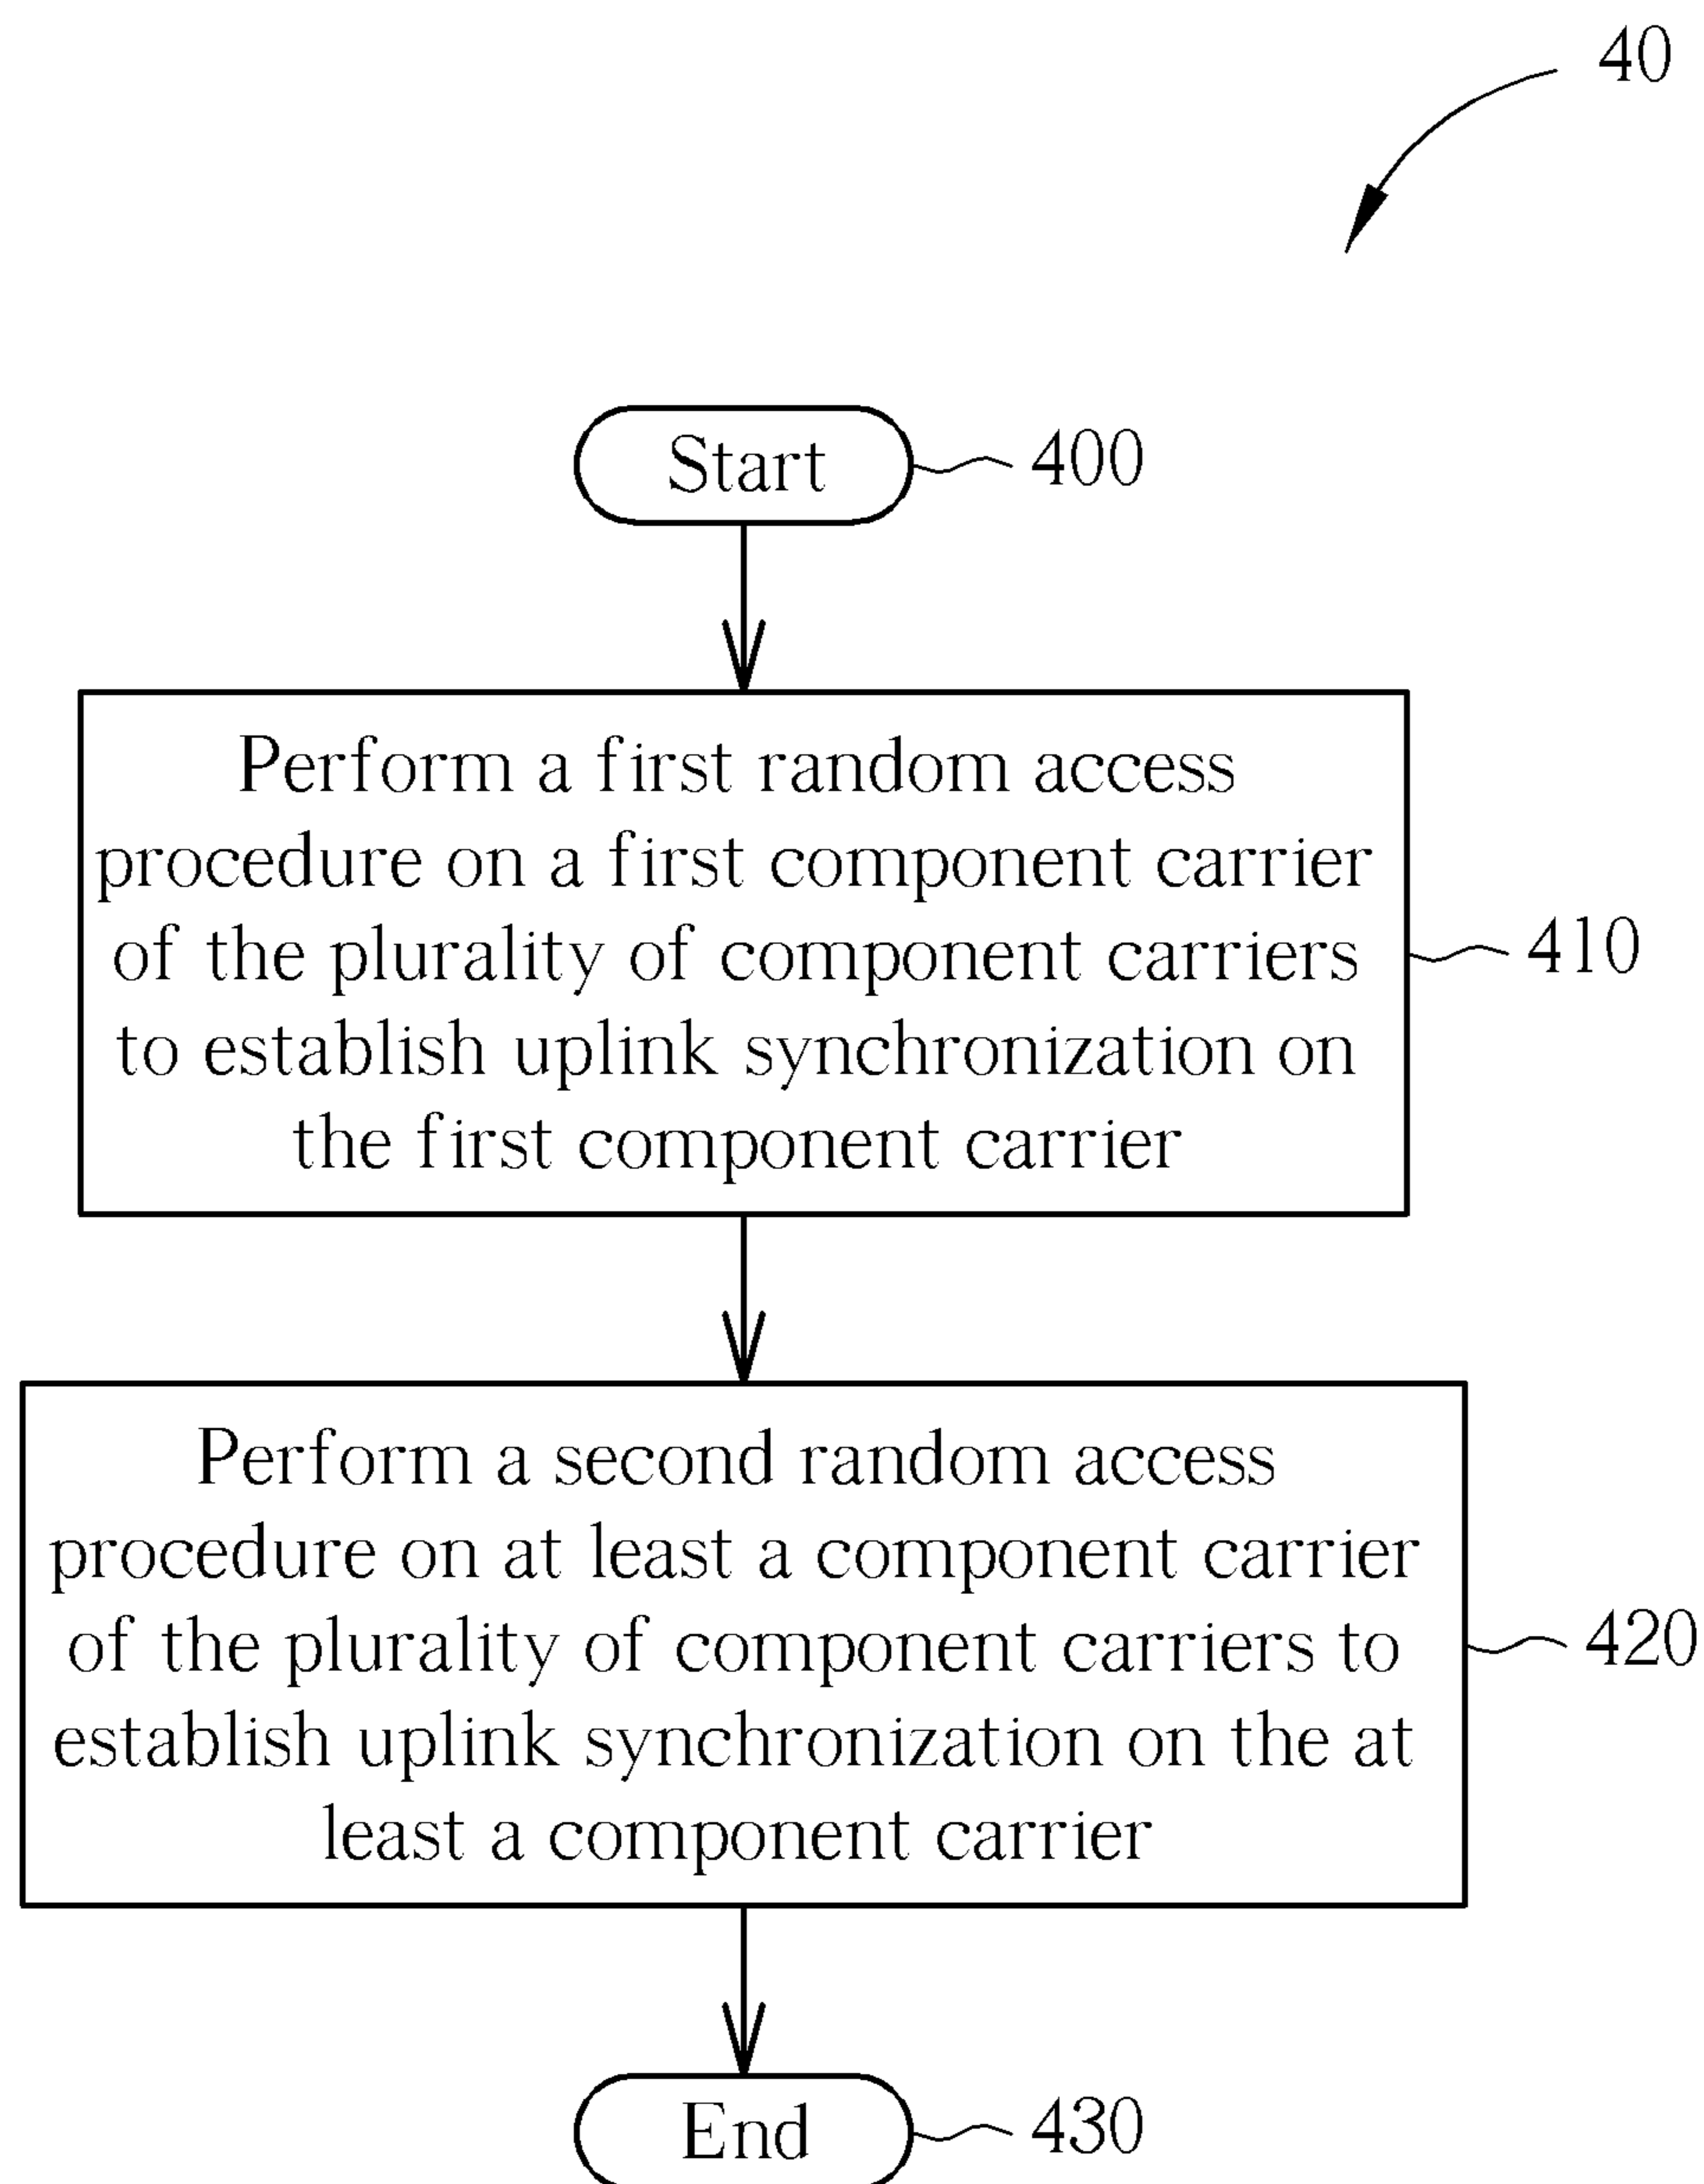 40
Start
400
Perform a first random access
procedure on a first component carrier
of the plurality of component carriers
to establish uplink synchronization on
the first component carrier
410
Perform a second random access
procedure on at least a component carrier
of the plurality of component carriers to
establish uplink synchronization on the at
least a component carrier
420
End
430